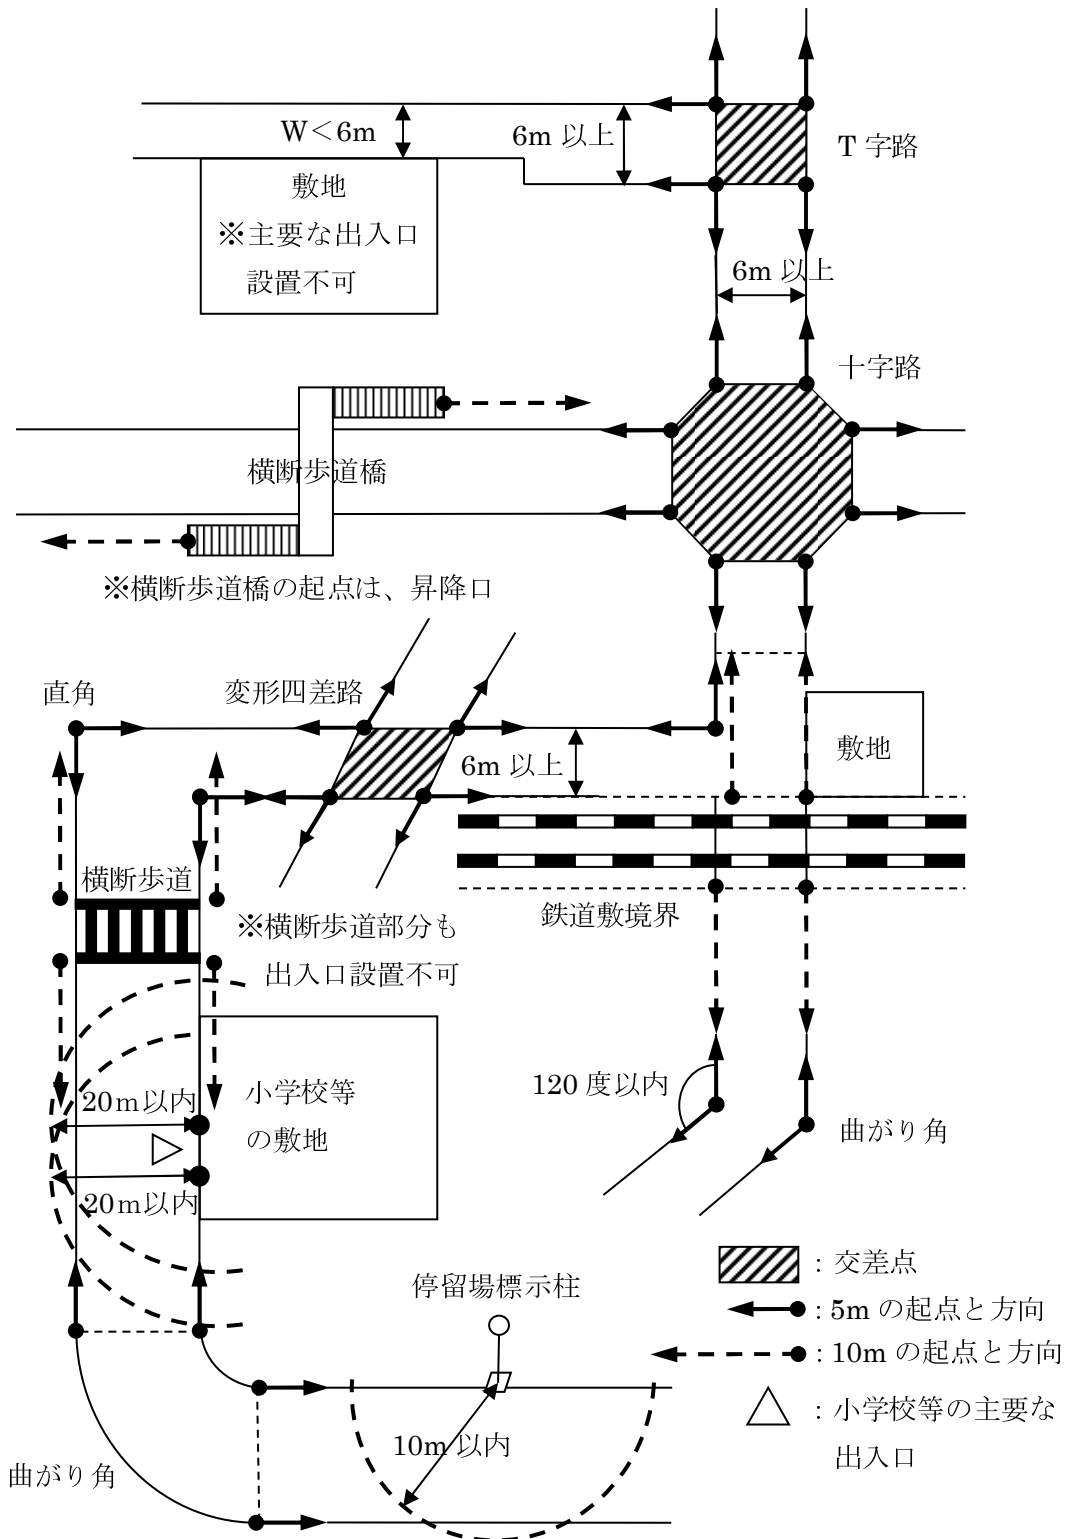 W＜6m
6m 以上
T 字路
敷地
※主要な出入口
設置不可
6m 以上
十字路
横断歩道橋
※横断歩道橋の起点は、昇降口
直角
変形四差路
6m 以上
敷地
横断歩道
※横断歩道部分も
出入口設置不可
鉄道敷境界
20m以内
小学校等
の敷地
120 度以内
曲がり角
20m以内
停留場標示柱
：交差点
：5m の起点と方向
：10m の起点と方向
：小学校等の主要な
出入口
10m 以内
曲がり角